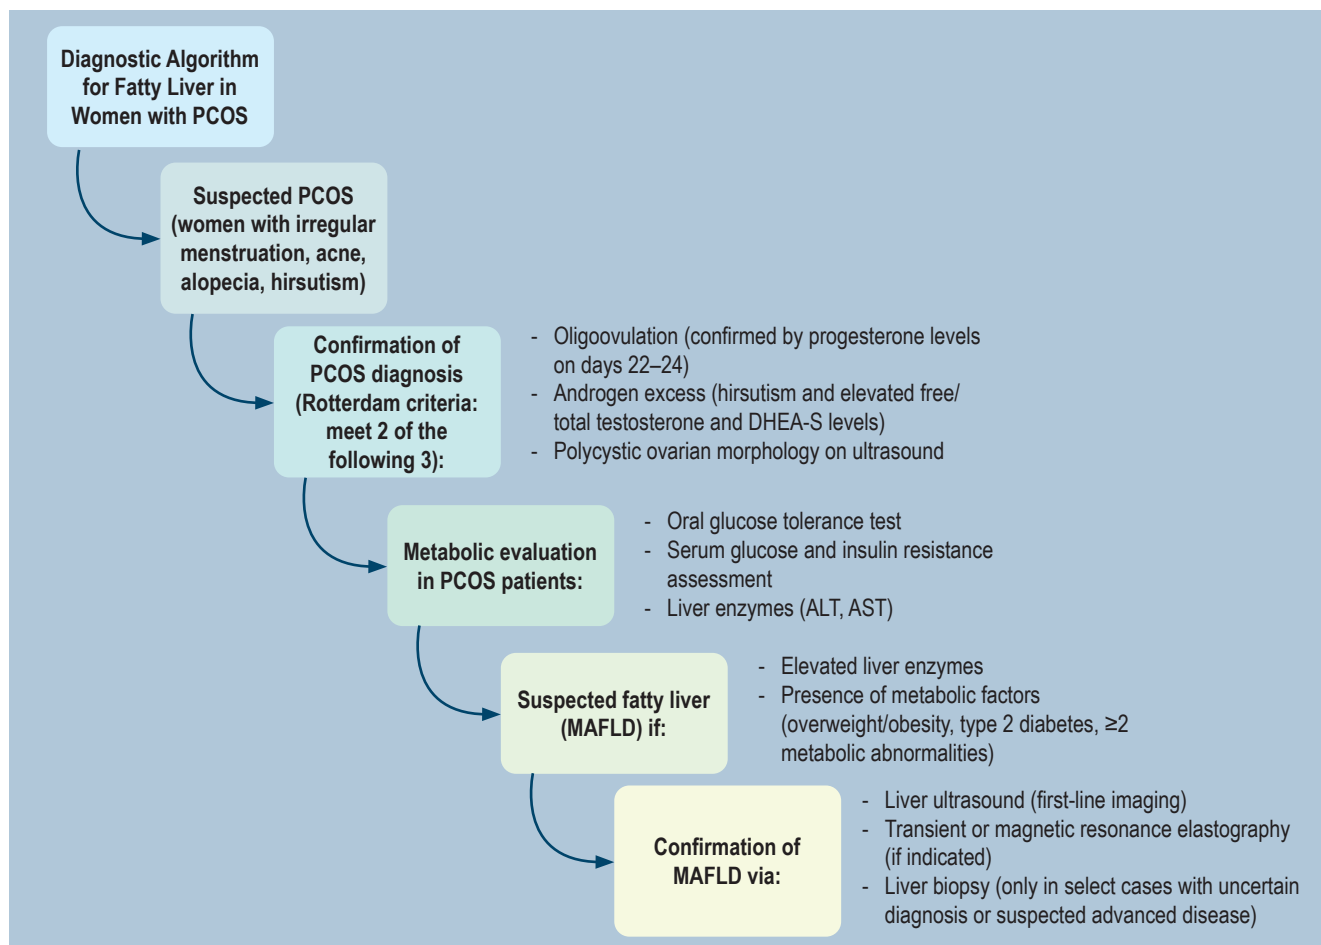 Diagnostic Algorithm
for Fatty Liver in
Women with PCOS
Suspected PCOS
(women with irregular
menstruation, acne,
alopecia, hirsutism)
Confirmation of
PCOS diagnosis
(Rotterdam criteria:
meet 2 of the
following 3):
- Oligoovulation (confirmed by progesterone levels
on days 22–24)
- Androgen excess (hirsutism and elevated free/
total testosterone and DHEA-S levels)
- Polycystic ovarian morphology on ultrasound
Metabolic evaluation
in PCOS patients:
- Oral glucose tolerance test
- Serum glucose and insulin resistance
assessment
- Liver enzymes (ALT, AST)
Suspected fatty liver
(MAFLD) if:
- Elevated liver enzymes
- Presence of metabolic factors
(overweight/obesity, type 2 diabetes, ≥2
metabolic abnormalities)
Confirmation of
MAFLD via:
- Liver ultrasound (first-line imaging)
- Transient or magnetic resonance elastography
(if indicated)
- Liver biopsy (only in select cases with uncertain
diagnosis or suspected advanced disease)